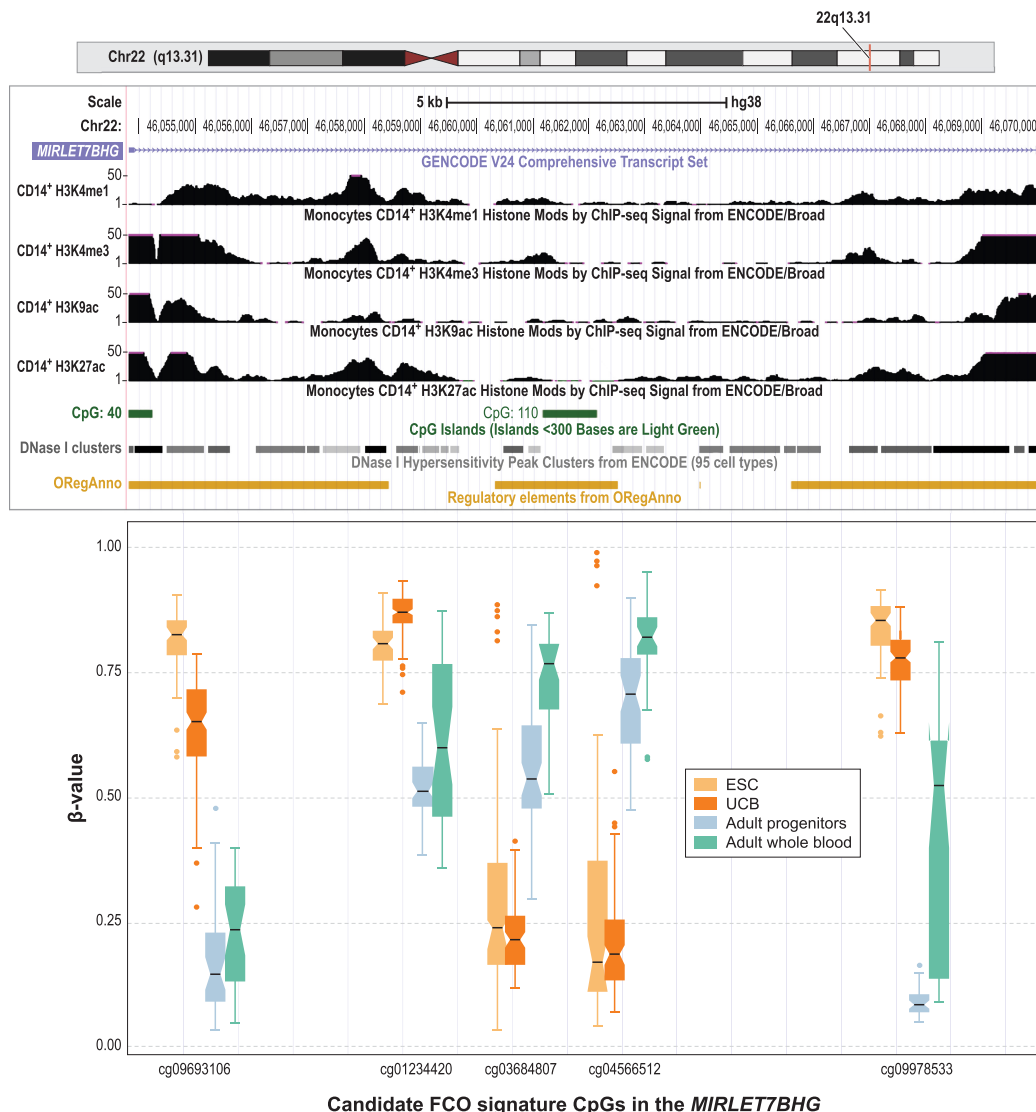 22q13.31
Chr22 (q13.31)
Scale 5 kb hg38
Chr22: 46,055,000 46,056,000 46,057,000 46,058,000 46,059,000 46,060,000 46,061,000 46,062,000 46,063,000 46,065,000 46,066,000 46,067,000 46,068,000 46,069,000 46,070,000
MIRLET7BHG
GENCODE V24 Comprehensive Transcript Set
50
CD14+ H3K4me1
1
Monocytes CD14+ H3K4me1 Histone Mods by ChIP-seq Signal from ENCODE/Broad
50
CD14+ H3K4me3
1
Monocytes CD14+ H3K4me3 Histone Mods by ChIP-seq Signal from ENCODE/Broad
50
CD14+ H3K9ac
1
Monocytes CD14+ H3K9ac Histone Mods by ChIP-seq Signal from ENCODE/Broad
50
CD14+ H3K27ac
1
Monocytes CD14+ H3K27ac Histone Mods by ChIP-seq Signal from ENCODE/Broad
CpG: 40 CpG: 110
CpG Islands (Islands <300 Bases are Light Green)
DNase I clusters
DNase I Hypersensitivity Peak Clusters from ENCODE (95 cell types)
ORegAnno
Regulatory elements from ORegAnno
1.00
0.75
0.50
0.25
0.00
β-value
ESC
UCB
Adult progenitors
Adult whole blood
cg09693106 cg01234420 cg03684807 cg04566512 cg09978533
Candidate FCO signature CpGs in the MIRLET7BHG